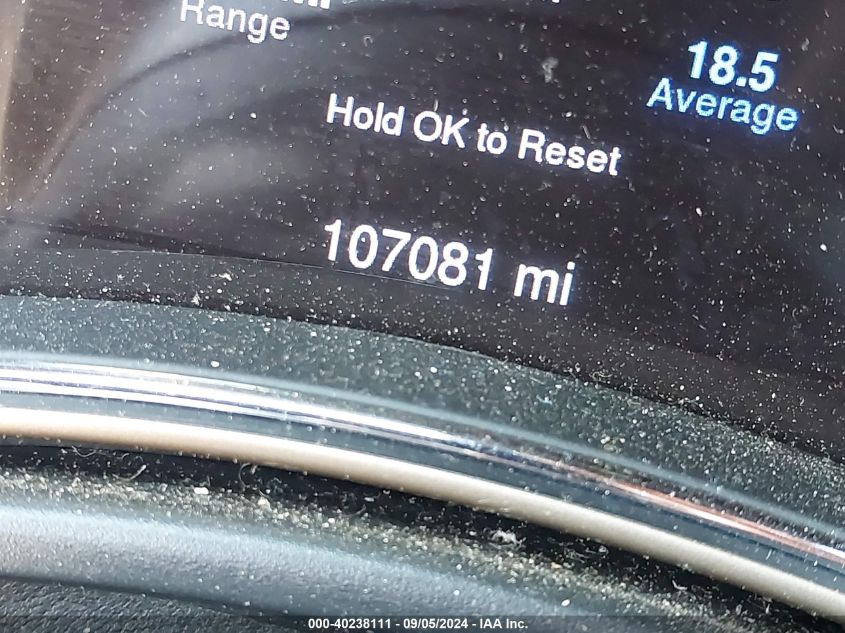 Range
18.5
Average
Hold OK to Reset
107081 mi
000-40238111 - 09/05/2024 - IAA Inc.